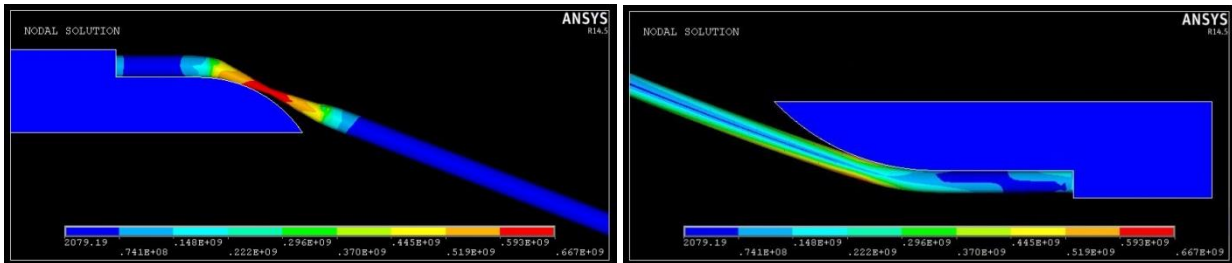 ANSYS
R14.5
NODAL SOLUTION
2079.19 .148E+09 .296E+09 .445E+09 .593E+09
.741E+08 .222E+09 .370E+09 .519E+09 .667E+09
ANSYS
R14.5
NODAL SOLUTION
2079.19 .148E+09 .296E+09 .445E+09 .593E+09
.741E+08 .222E+09 .370E+09 .519E+09 .667E+09